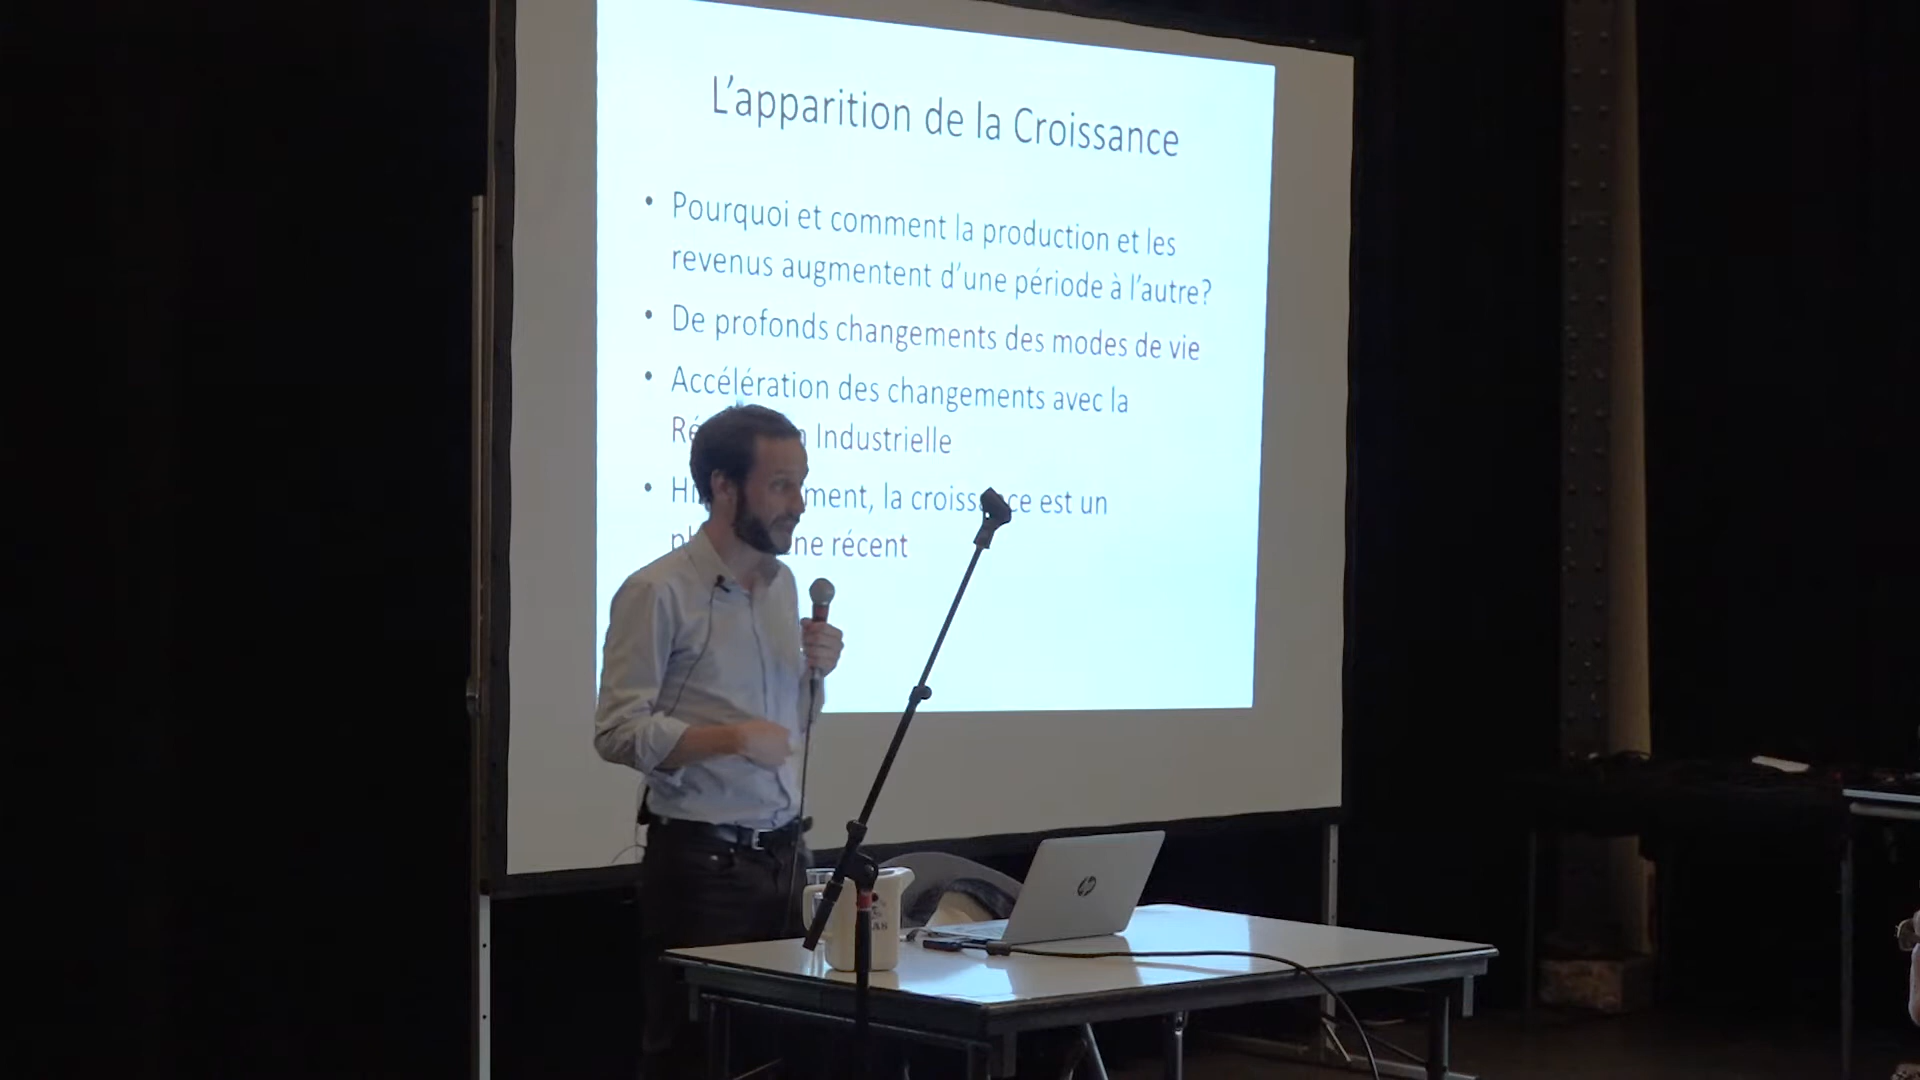 L’apparition de la Croissance
• Pourquoi et comment la production et les
revenus augmentent d’une période à l’autre?
• De profonds changements des modes de vie
• Accélération des changements avec la
Industrielle
• la est un
récent
hp